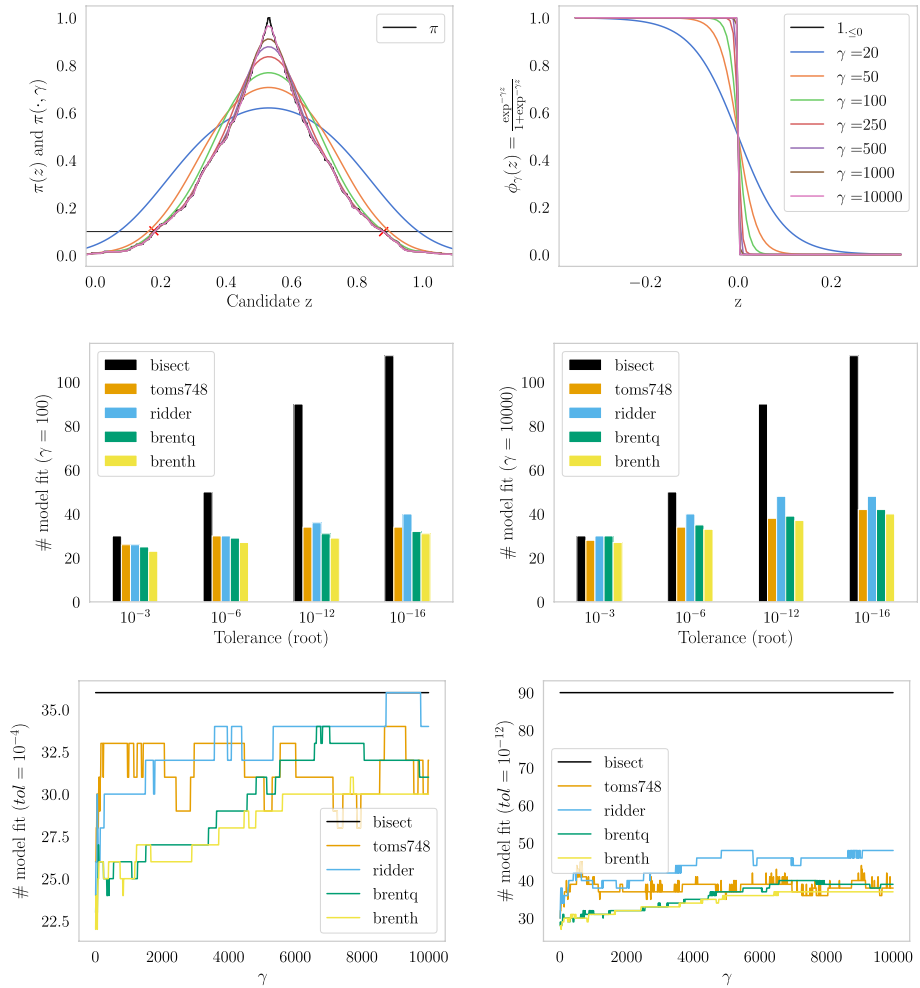 π(z) and π(·, γ)
1.0
0.8
0.6
0.4
0.2
0.0
π
0.0 0.2 0.4 0.6 0.8 1.0
Candidate z
ϕγ(z) = exp^−γz / 1+exp^−γz
1.0
0.8
0.6
0.4
0.2
0.0
1·≤0
γ =20
γ =50
γ =100
γ =250
γ =500
γ =1000
γ =10000
−0.2 0.0 0.2
z
# model fit (γ = 100)
100
80
60
40
20
0
bisect
toms748
ridder
brentq
brenth
10^−3 10^−6 10^−12 10^−16
Tolerance (root)
# model fit (γ = 10000)
100
80
60
40
20
0
bisect
toms748
ridder
brentq
brenth
10^−3 10^−6 10^−12 10^−16
Tolerance (root)
# model fit (tol = 10^−4)
35.0
32.5
30.0
27.5
25.0
22.5
bisect
toms748
ridder
brentq
brenth
0 2000 4000 6000 8000 10000
γ
# model fit (tol = 10^−12)
90
80
70
60
50
40
30
bisect
toms748
ridder
brentq
brenth
0 2000 4000 6000 8000 10000
γ